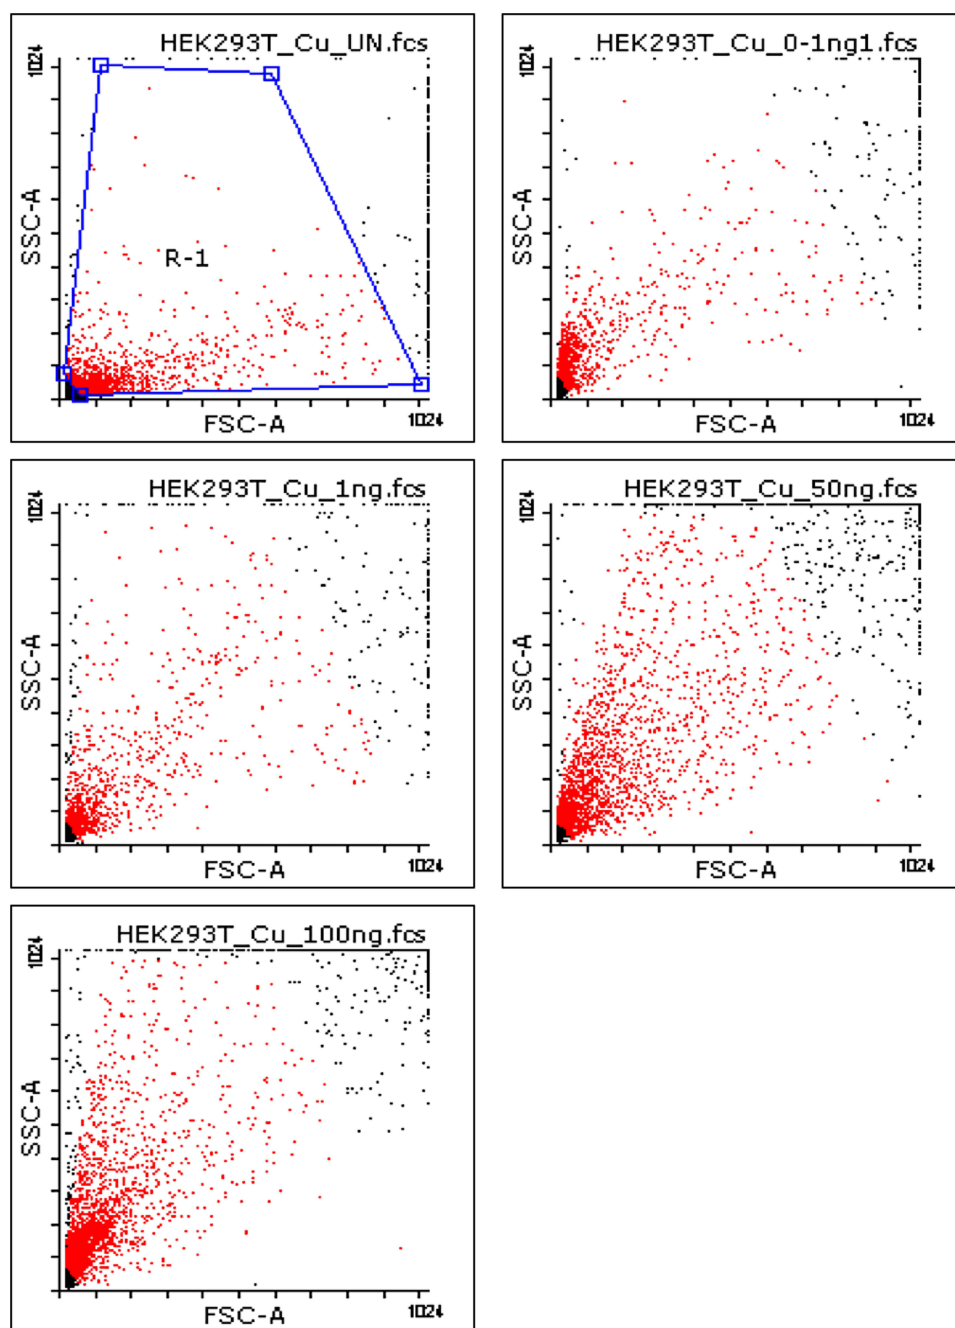 HEK293T_Cu_UN.fcs
1024
SSC-A
R-1
FSC-A
1024
HEK293T_Cu_0-1ng1.fcs
1024
SSC-A
FSC-A
1024
HEK293T_Cu_1ng.fcs
1024
SSC-A
FSC-A
1024
HEK293T_Cu_50ng.fcs
1024
SSC-A
FSC-A
1024
HEK293T_Cu_100ng.fcs
1024
SSC-A
FSC-A
1024